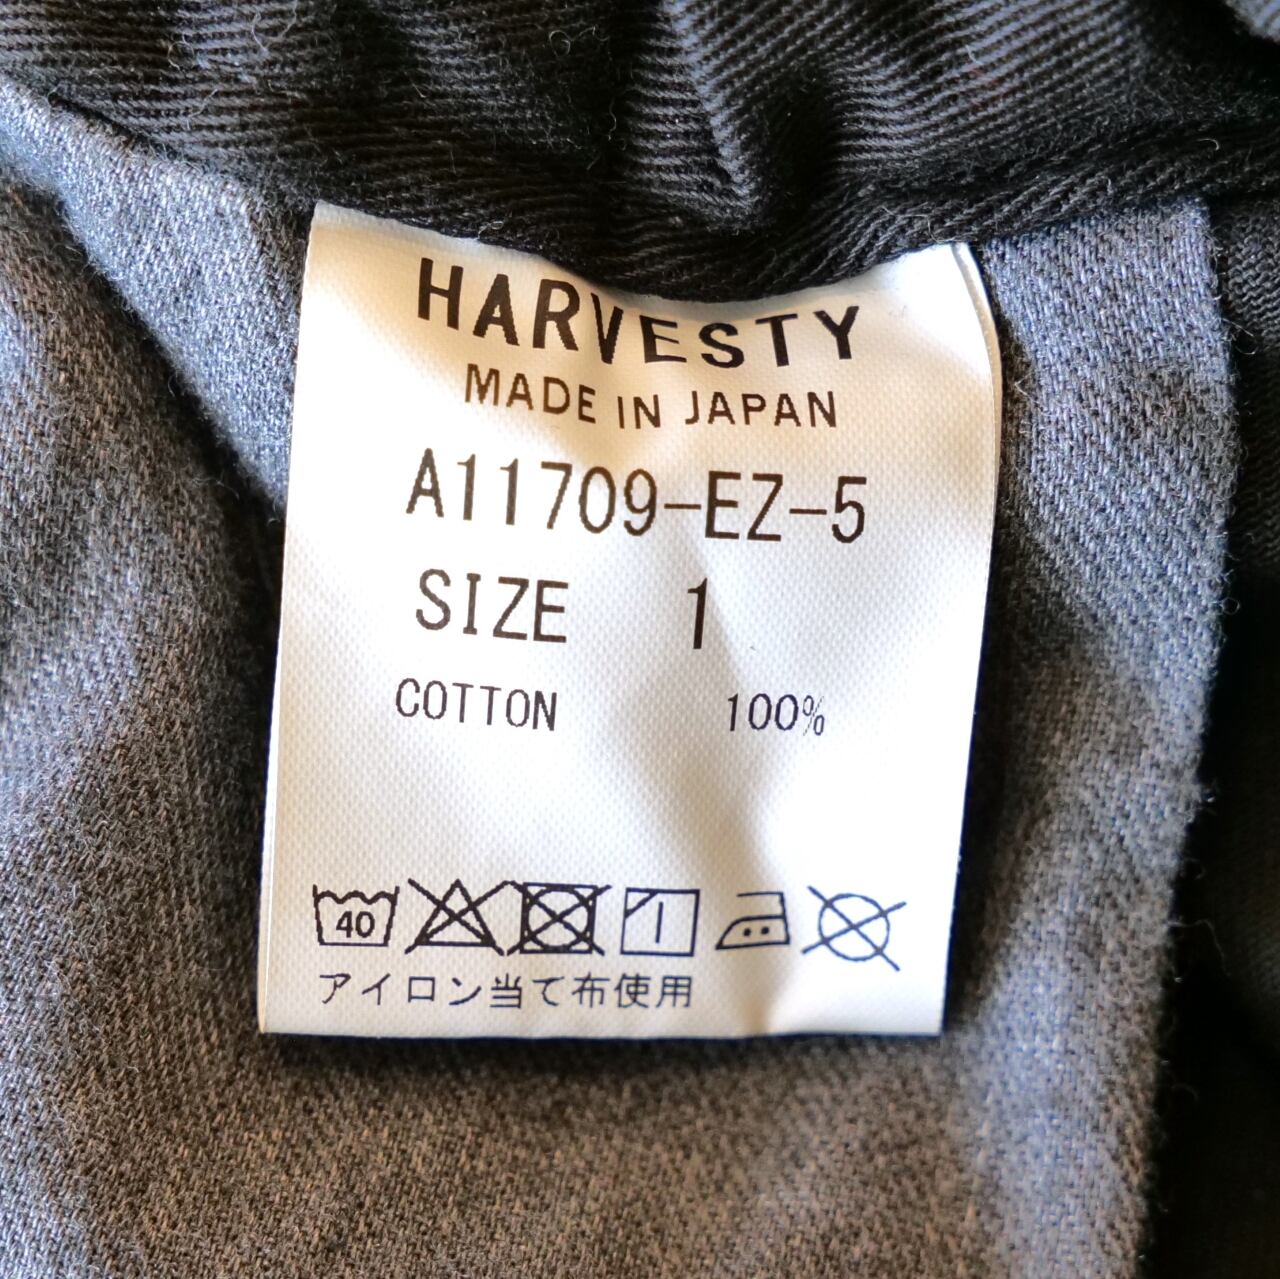 HARVESTY
MADE IN JAPAN
A11709-EZ-5
SIZE 1
COTTON 100%
40
アイロン当て布使用